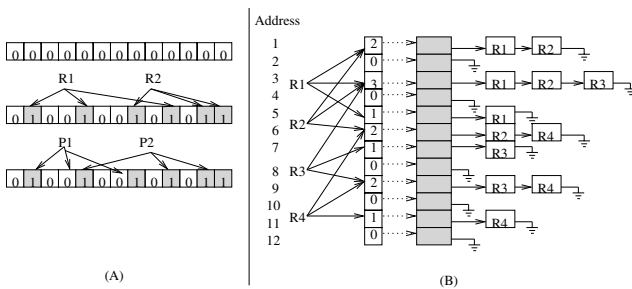 0 0 0 0 0 0 0 0 0 0 0 0 0
R1 R2
0 1 0 0 1 0 0 1 0 1 0 1 1
P1 P2
0 1 0 0 1 0 0 1 0 1 0 1 1
(A)
Address
1 2 R1 R2
2 0
3 3 R1 R2 R3
R1
4 0
5 1 R1
R2
6 2 R2 R4
7 1 R3
8 R3 0
9 2 R3 R4
10 0
11 R4 1 R4
12 0
(B)